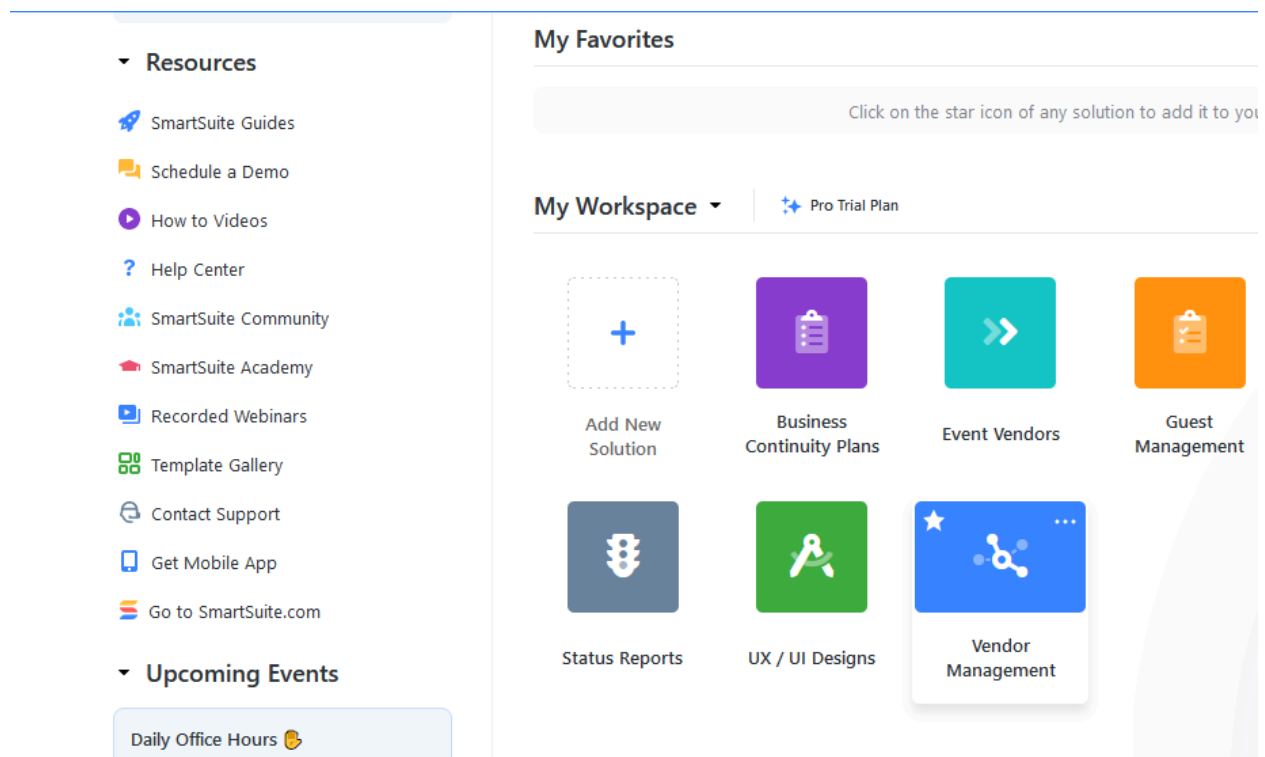 Resources
SmartSuite Guides
Schedule a Demo
How to Videos
Help Center
SmartSuite Community
SmartSuite Academy
Recorded Webinars
Template Gallery
Contact Support
Get Mobile App
Go to SmartSuite.com
Upcoming Events
Daily Office Hours
My Favorites
Click on the star icon of any solution to add it to
My Workspace
Pro Trial Plan
Add New
Solution
Business
Continuity Plans
Event Vendors
Guest
Management
Status Reports
UX / UI Designs
Vendor
Management